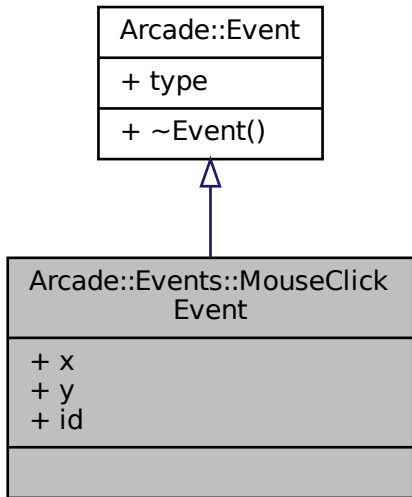 Arcade::Event
+ type
+ ~Event()
Arcade::Events::MouseClick
Event
+ x
+ y
+ id